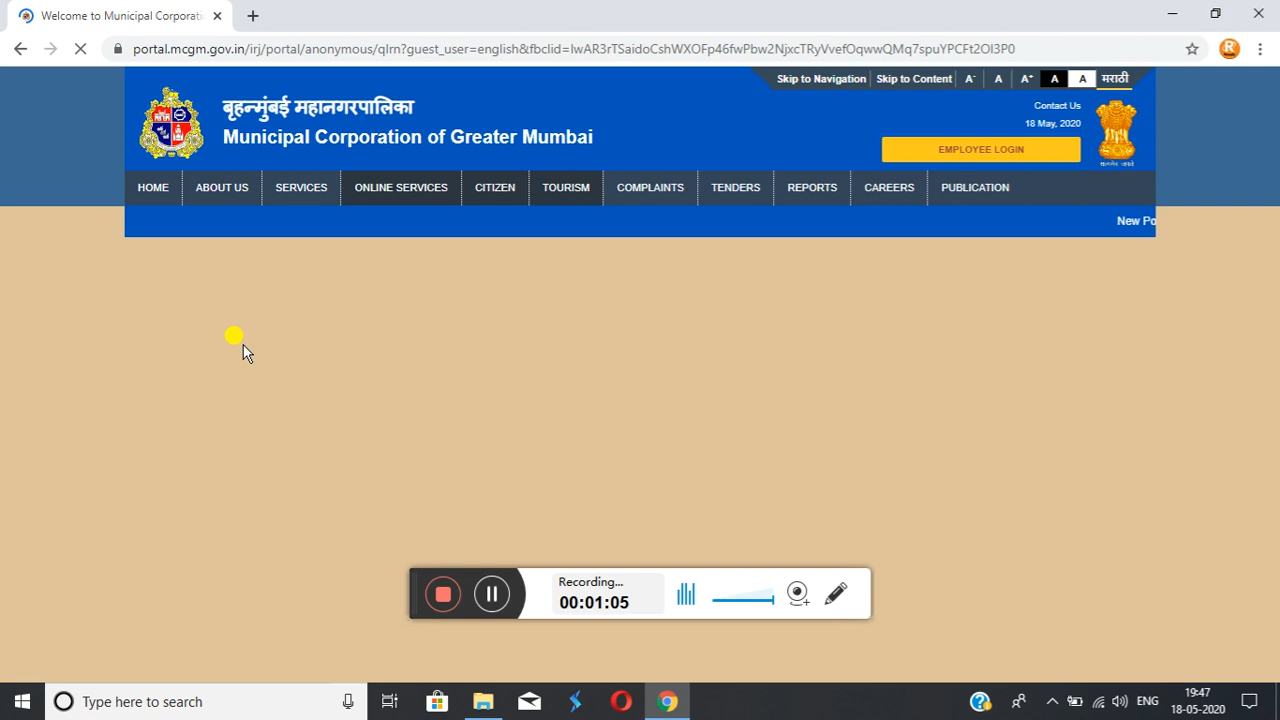 Welcome to Municipal Corporati
portal.mcgm.gov.in/irj/portal/anonymous/qlrn?guest_user=english&fbclid=IwAR3rTSaidoCshWXOFp46fwPbw2NjxcTRyVvefOqwwQMq7spuYPCFt2OI3P0
R
Skip to Navigation Skip to Content A- A A+ A A मराठी
बृहन्मुंबई महानगरपालिका
Municipal Corporation of Greater Mumbai
Contact Us
18 May, 2020
EMPLOYEE LOGIN
सत्यमेव जयते
HOME ABOUT US SERVICES ONLINE SERVICES CITIZEN TOURISM COMPLAINTS TENDERS REPORTS CAREERS PUBLICATION
New Po
Recording...
00:01:05
Type here to search
ENG
19:47
18-05-2020